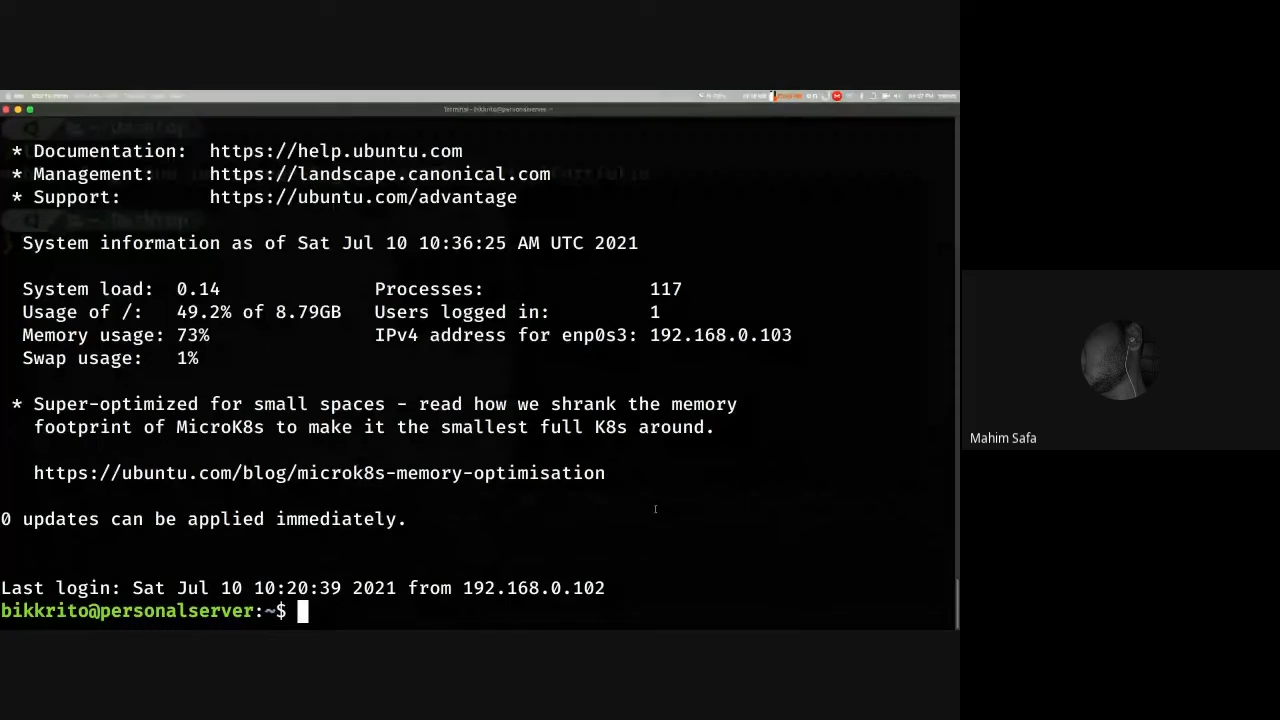 Terminal - bikkrito@personalserver: ~
* Documentation: https://help.ubuntu.com
* Management: https://landscape.canonical.com
* Support: https://ubuntu.com/advantage
System information as of Sat Jul 10 10:36:25 AM UTC 2021
System load: 0.14 Processes: 117
Usage of /: 49.2% of 8.79GB Users logged in: 1
Memory usage: 73% IPv4 address for enp0s3: 192.168.0.103
Swap usage: 1%
* Super-optimized for small spaces - read how we shrank the memory
footprint of MicroK8s to make it the smallest full K8s around.
https://ubuntu.com/blog/microk8s-memory-optimisation
0 updates can be applied immediately.
Last login: Sat Jul 10 10:20:39 2021 from 192.168.0.102
bikkrito@personalserver:~$
Mahim Safa